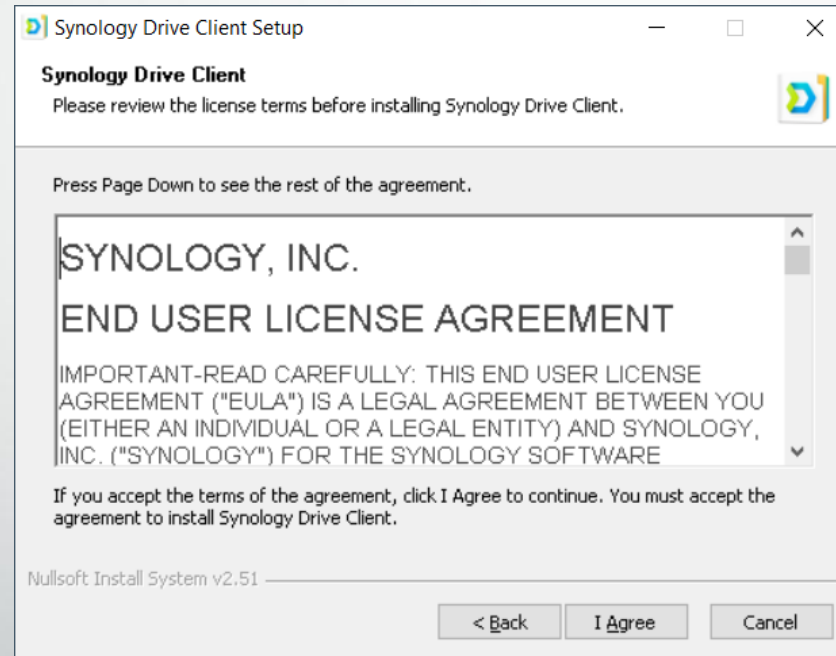 Synology Drive Client Setup
Synology Drive Client
Please review the license terms before installing Synology Drive Client.
Press Page Down to see the rest of the agreement.
SYNOLOGY, INC.
END USER LICENSE AGREEMENT
IMPORTANT-READ CAREFULLY: THIS END USER LICENSE
AGREEMENT ("EULA") IS A LEGAL AGREEMENT BETWEEN YOU
(EITHER AN INDIVIDUAL OR A LEGAL ENTITY) AND SYNOLOGY,
INC. ("SYNOLOGY") FOR THE SYNOLOGY SOFTWARE
If you accept the terms of the agreement, click I Agree to continue. You must accept the
agreement to install Synology Drive Client.
Nullsoft Install System v2.51
< Back I Agree Cancel